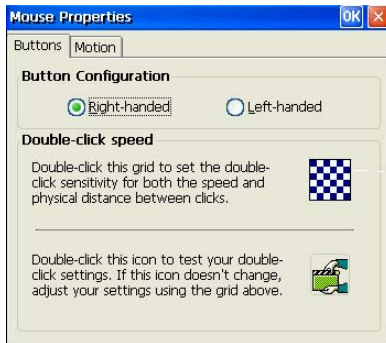 Mouse Properties OK
Buttons Motion
Button Configuration
Right-handed Left-handed
Double-click speed
Double-click this grid to set the double-
click sensitivity for both the speed and
physical distance between clicks.
Double-click this icon to test your double-
click settings. If this icon doesn't change,
adjust your settings using the grid above.